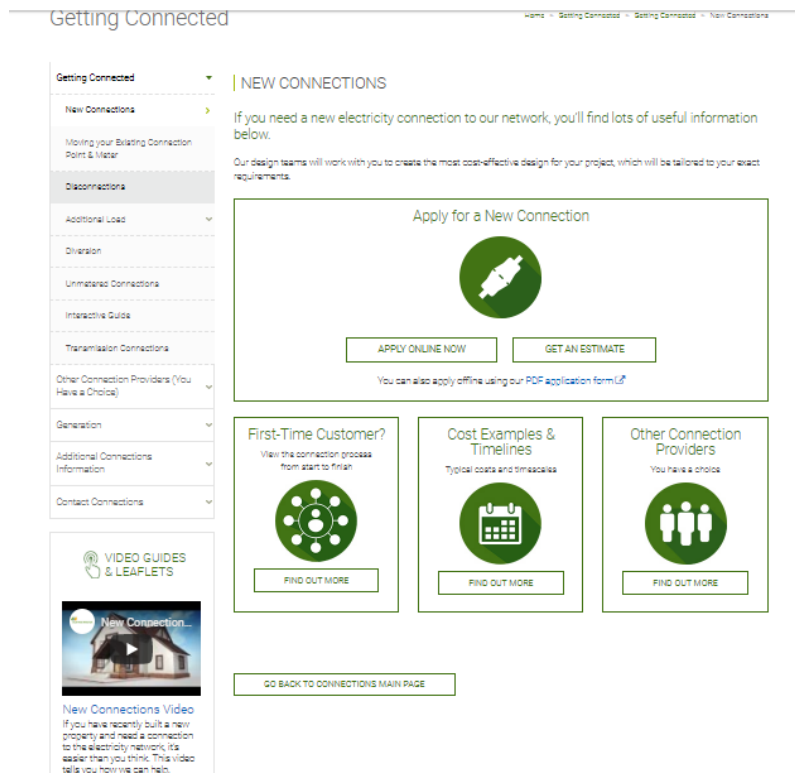 Getting Connected
Home » Getting Connected » Getting Connected » New Connections
Getting Connected
New Connections
Moving your Existing Connection
Point & Meter
Disconnections
Additional Load
Diversion
Unmetered Connections
Interactive Guide
Transmission Connections
Other Connection Providers (You
Have a Choice)
Generation
Additional Connections
Information
Contact Connections
VIDEO GUIDES
& LEAFLETS
New Connection...
New Connections Video
If you have recently built a new
property and need a connection
to the electricity network, it's
easier than you think. This video
tells you how we can help.
NEW CONNECTIONS
If you need a new electricity connection to our network, you'll find lots of useful information
below.
Our design teams will work with you to create the most cost-effective design for your project, which will be tailored to your exact
requirements.
Apply for a New Connection
APPLY ONLINE NOW
GET AN ESTIMATE
You can also apply offline using our PDF application form
First-Time Customer?
View the connection process
from start to finish
FIND OUT MORE
Cost Examples &
Timelines
Typical costs and timescales
FIND OUT MORE
Other Connection
Providers
You have a choice
FIND OUT MORE
GO BACK TO CONNECTIONS MAIN PAGE